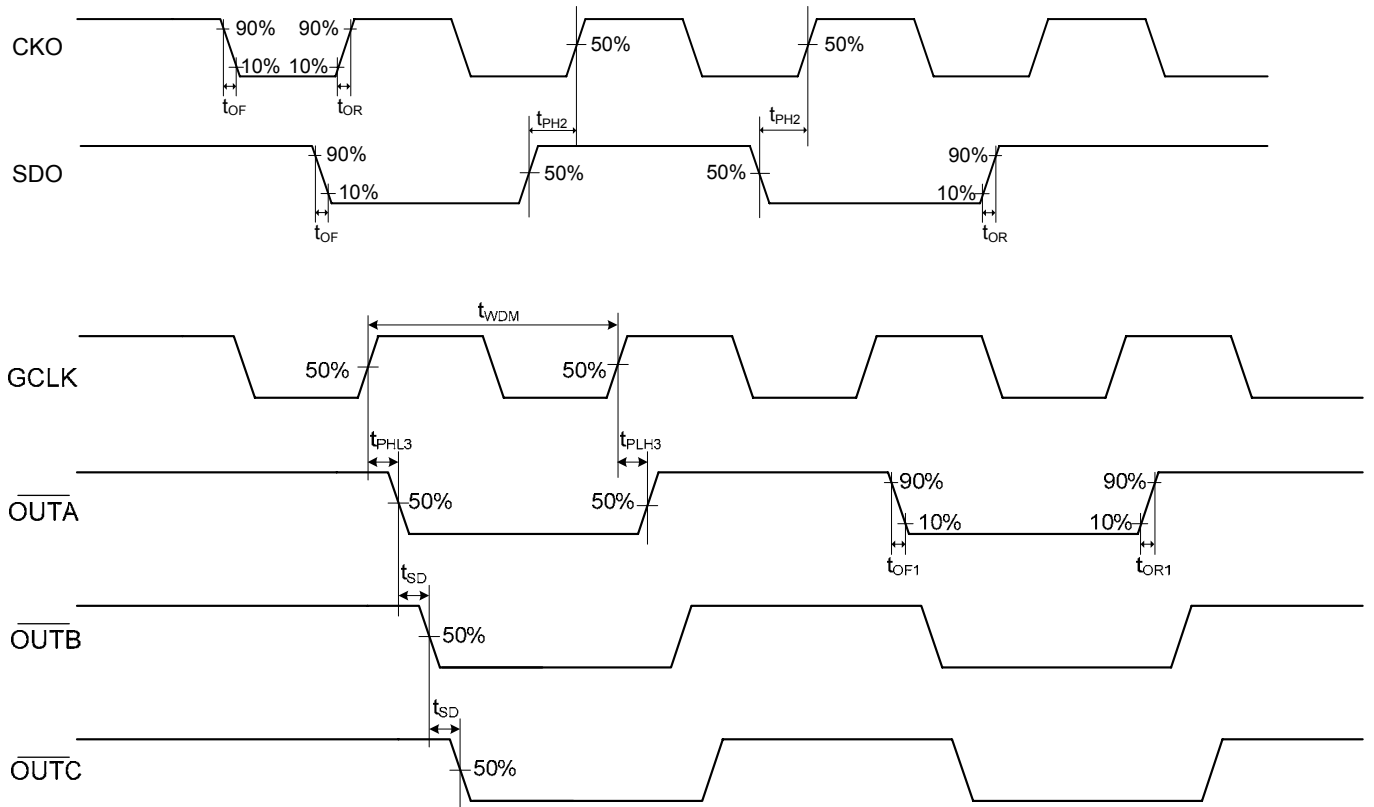 CKO
90%
10%
10%
90%
50%
50%
tOF
tOR
tPH2
tPH2
SDO
90%
10%
50%
50%
90%
10%
tOF
tOR
tWDM
GCLK
50%
50%
tPHL3
tPLH3
OUTA
50%
50%
90%
10%
90%
10%
tOF1
tOR1
tSD
OUTB
50%
tSD
OUTC
50%